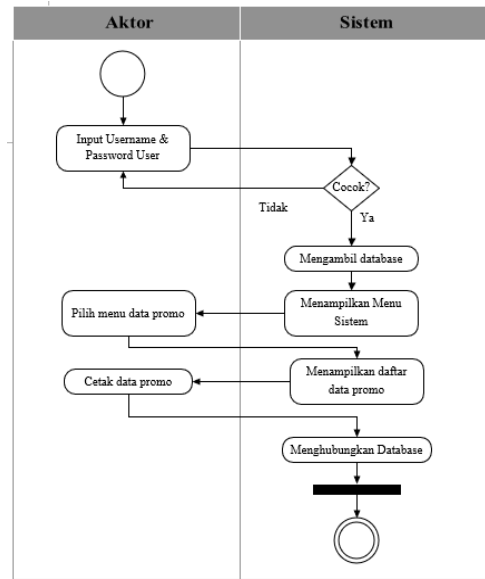 Aktor
Sistem
Input Username &
Password User
Cocok?
Tidak
Ya
Mengambil database
Menampilkan Menu
Sistem
Pilih menu data promo
Menampilkan daftar
data promo
Cetak data promo
Menghubungkan Database